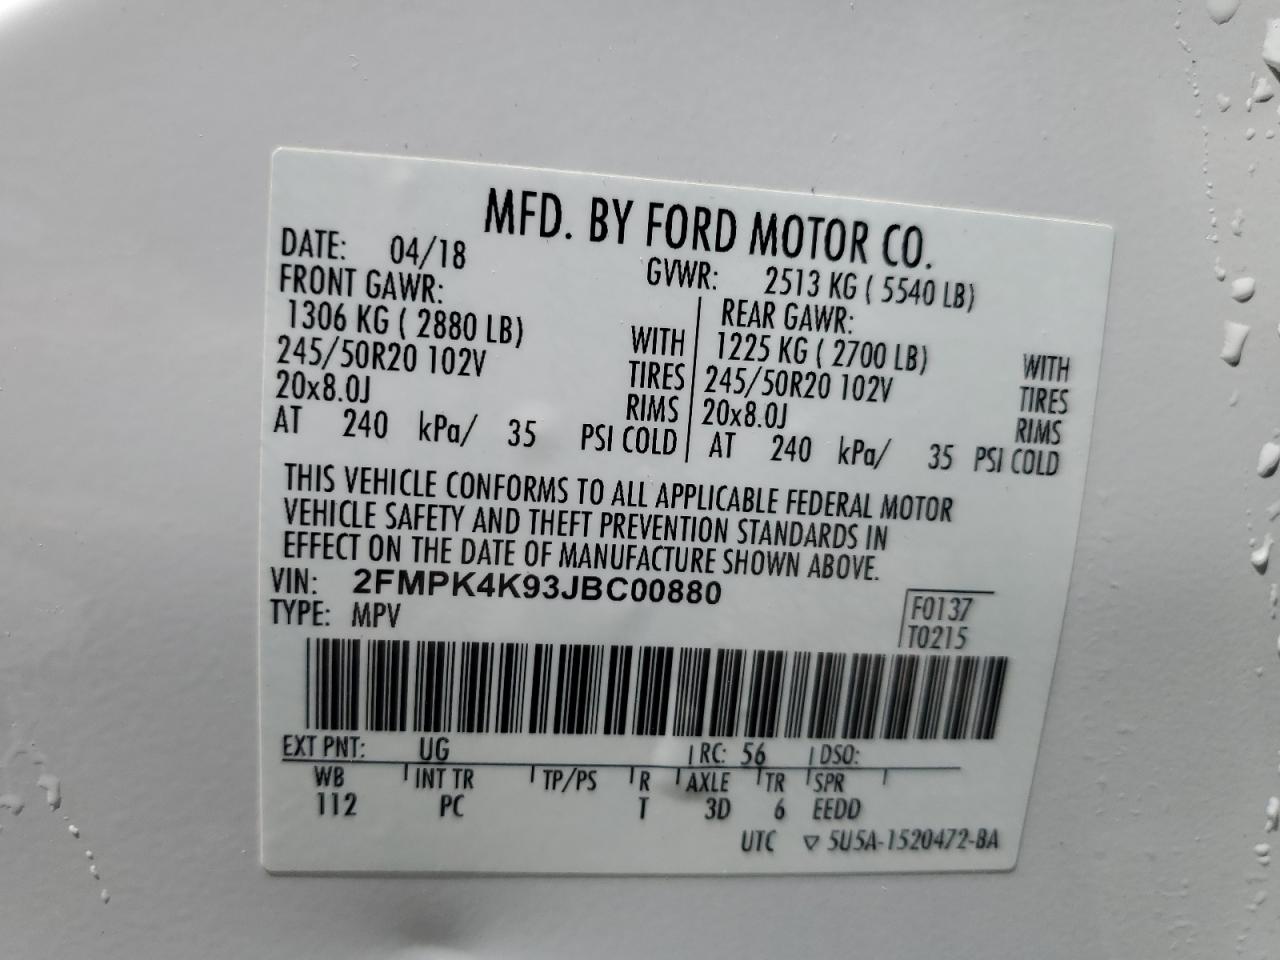 MFD. BY FORD MOTOR CO.
DATE: 04/18 GVWR: 2513 KG ( 5540 LB)
FRONT GAWR: REAR GAWR:
1306 KG ( 2880 LB) WITH 1225 KG ( 2700 LB) WITH
245/50R20 102V TIRES 245/50R20 102V TIRES
20x8.0J RIMS 20x8.0J RIMS
AT 240 kPa/ 35 PSI COLD AT 240 kPa/ 35 PSI COLD
THIS VEHICLE CONFORMS TO ALL APPLICABLE FEDERAL MOTOR
VEHICLE SAFETY AND THEFT PREVENTION STANDARDS IN
EFFECT ON THE DATE OF MANUFACTURE SHOWN ABOVE.
VIN: 2FMPK4K93JBC00880
TYPE: MPV
F0137
T0215
EXT PNT: UG RC: 56 DSO:
WB INT TR TP/PS R AXLE TR SPR
112 PC T 3D 6 EEDD
UTC ▽ 5U5A-1520472-BA